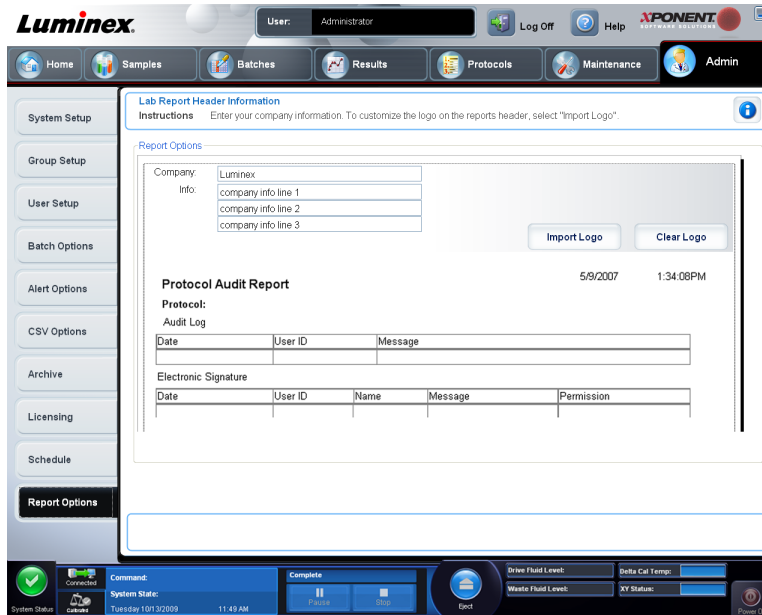 Luminex.
User: Administrator
Log Off
Help
XPONENT
SOFTWARE SOLUTIONS
Home
Samples
Batches
Results
Protocols
Maintenance
Admin
System Setup
Group Setup
User Setup
Batch Options
Alert Options
CSV Options
Archive
Licensing
Schedule
Report Options
Lab Report Header Information
Instructions Enter your company information. To customize the logo on the reports header, select "Import Logo".
Report Options
Company: Luminex
Info: company info line 1
company info line 2
company info line 3
Import Logo
Clear Logo
Protocol Audit Report 5/9/2007 1:34:08PM
Protocol:
Audit Log
Date User ID Message
Electronic Signature
Date User ID Name Message Permission
System Status
Connected
Calibrated
Command:
System State:
Tuesday 10/13/2009 11:49 AM
Complete
Pause
Stop
Eject
Drive Fluid Level:
Waste Fluid Level:
Delta Cal Temp:
XY Status:
Power